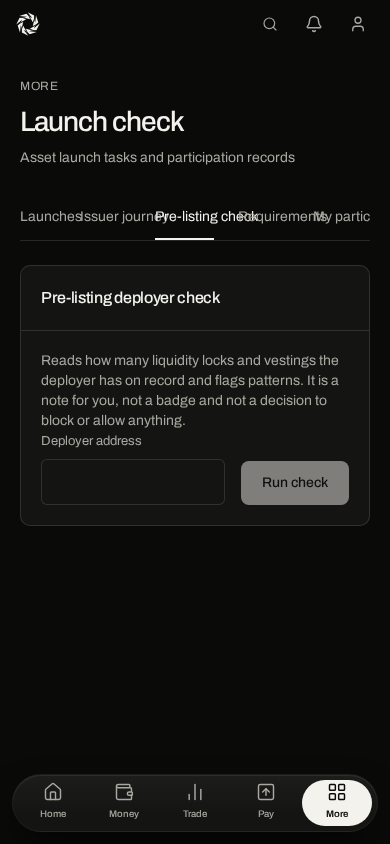 MORE
Launch check
Asset launch tasks and participation records
Launches Issuer journey Pre-listing check Requirements My partic
Pre-listing deployer check
Reads how many liquidity locks and vestings the
deployer has on record and flags patterns. It is a
note for you, not a badge and not a decision to
block or allow anything.
Deployer address
Run check
Home Money Trade Pay More